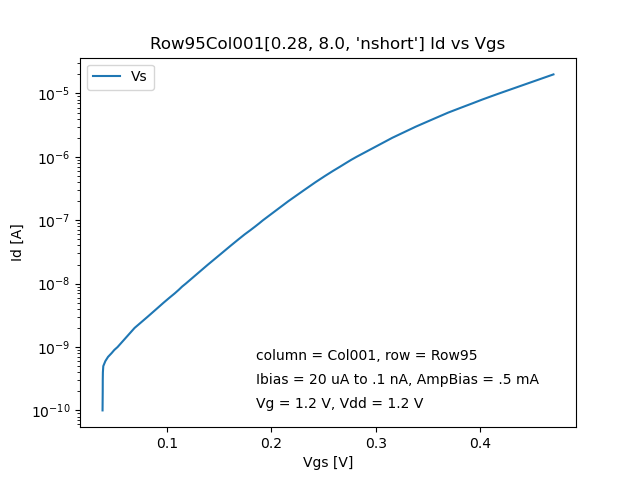 Row95Col001[0.28, 8.0, 'nshort'] Id vs Vgs
Vs
10⁻⁵
10⁻⁶
10⁻⁷
10⁻⁸
10⁻⁹
10⁻¹⁰
Id [A]
column = Col001, row = Row95
Ibias = 20 uA to .1 nA, AmpBias = .5 mA
Vg = 1.2 V, Vdd = 1.2 V
0.1 0.2 0.3 0.4
Vgs [V]